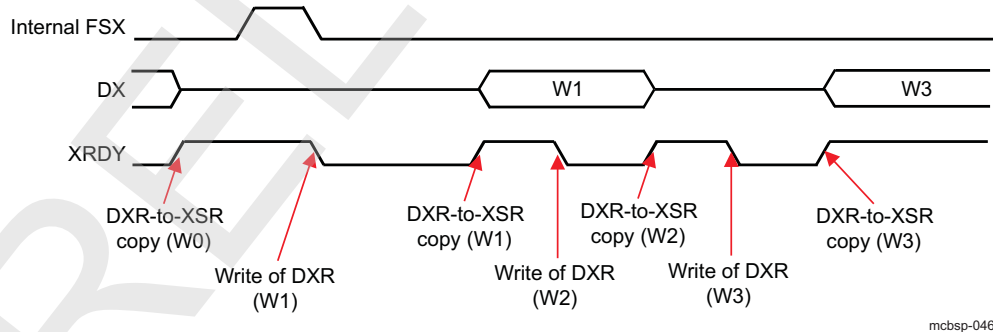 Internal FSX
DX
W1
W3
XRDY
DXR-to-XSR
copy (W0)
Write of DXR
(W1)
DXR-to-XSR
copy (W1)
Write of DXR
(W2)
DXR-to-XSR
copy (W2)
Write of DXR
(W3)
DXR-to-XSR
copy (W3)
mcbsp-046